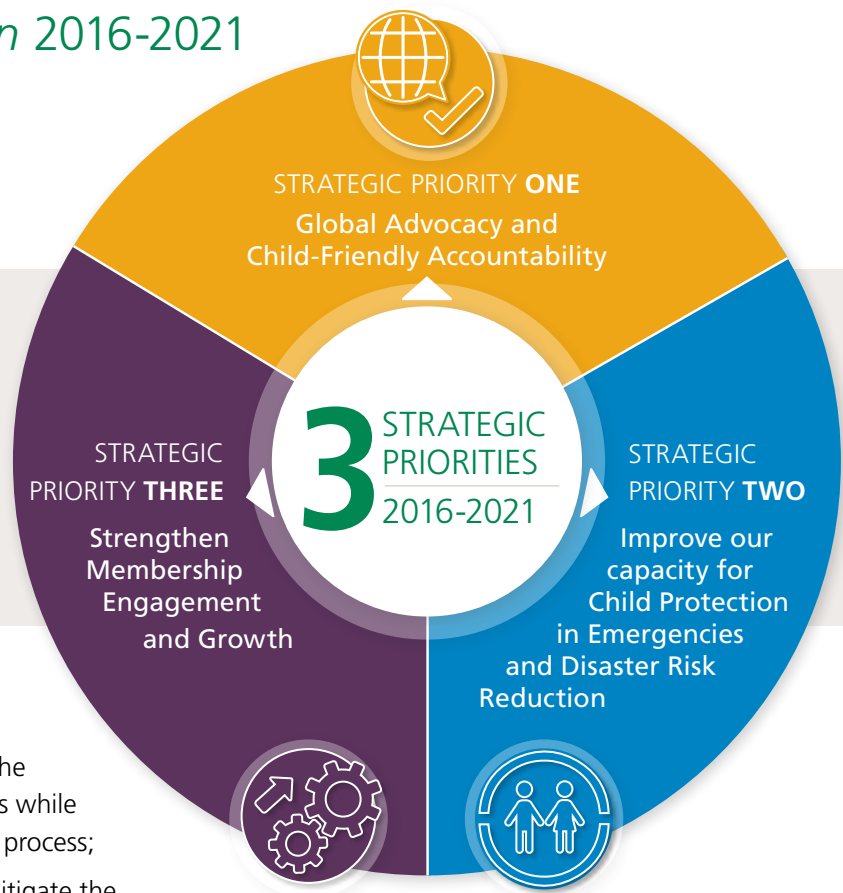 n 2016-2021
STRATEGIC PRIORITY ONE
Global Advocacy and
Child-Friendly Accountability
3 STRATEGIC
PRIORITIES
2016-2021
STRATEGIC
PRIORITY THREE
Strengthen
Membership
Engagement
and Growth
STRATEGIC
PRIORITY TWO
Improve our
capacity for
Child Protection
in Emergencies
and Disaster Risk
Reduction
he
s while
process;
itigate the